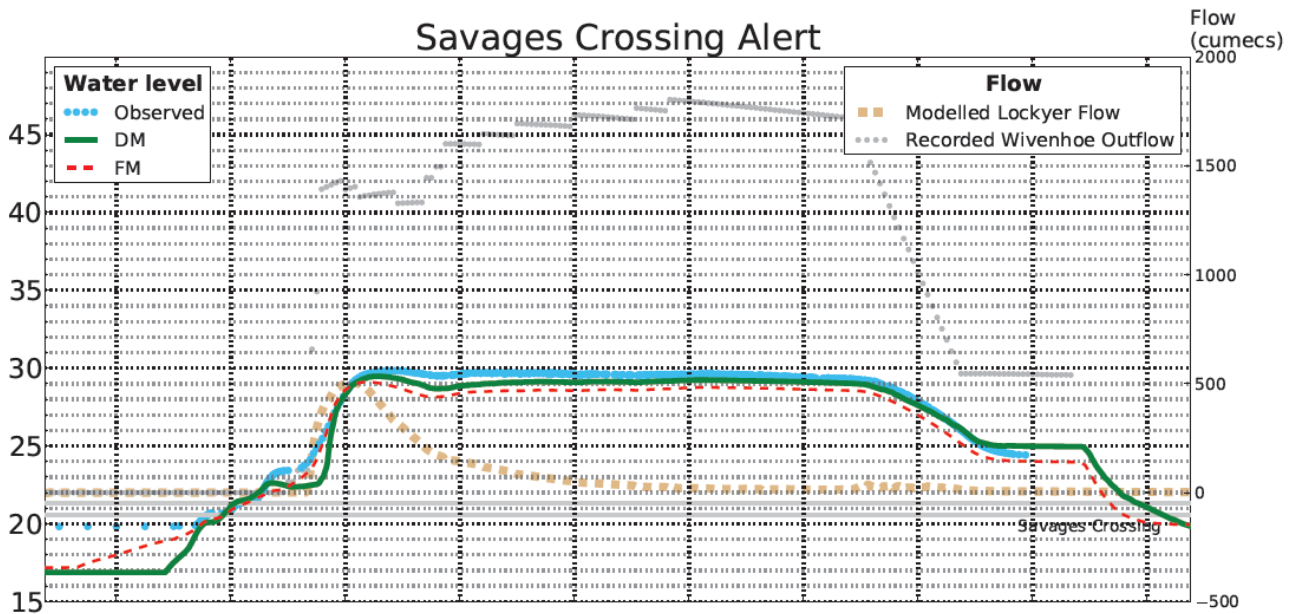 Savages Crossing Alert
Flow
(cumecs)
Water level
Observed
DM
FM
Flow
Modelled Lockyer Flow
Recorded Wivenhoe Outflow
45
40
35
30
25
20
15
2000
1500
1000
500
0
−500
Savages Crossing